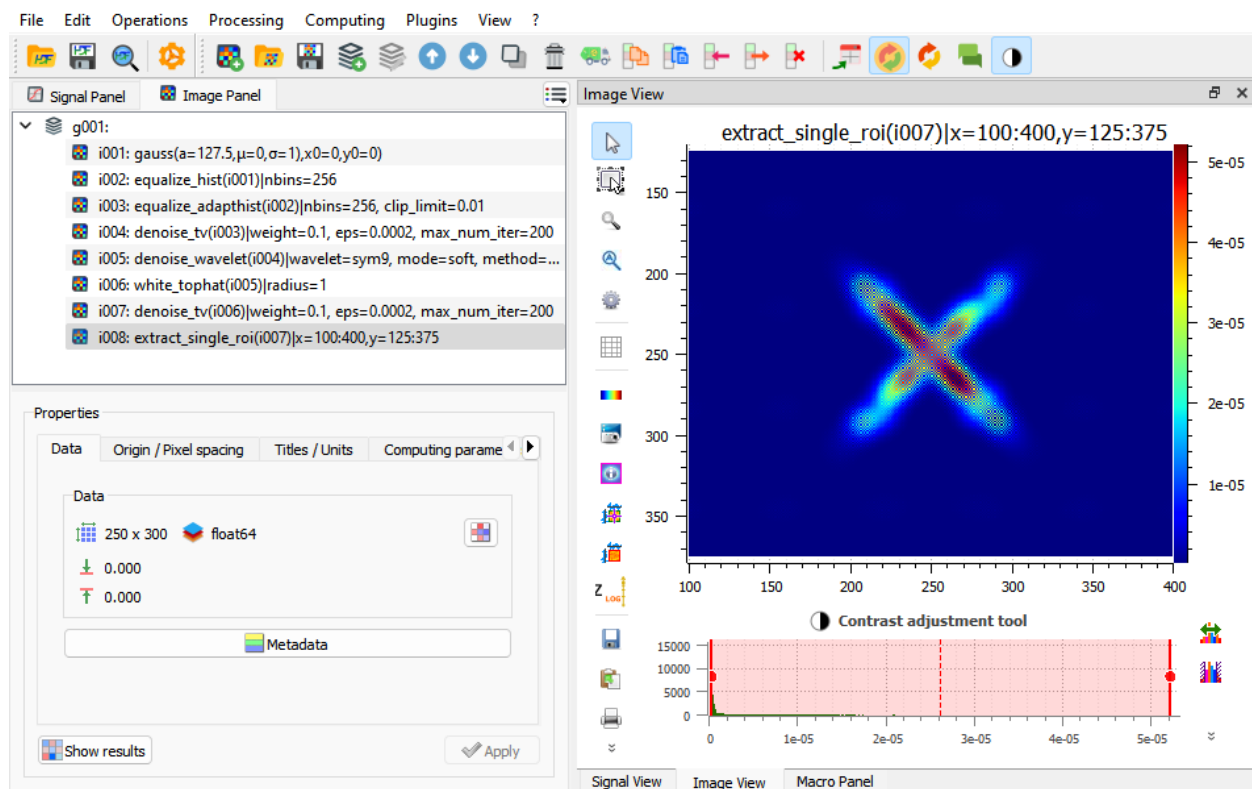 File Edit Operations Processing Computing Plugins View ?
Signal Panel Image Panel
g001:
i001: gauss(a=127.5,μ=0,σ=1),x0=0,y0=0)
i002: equalize_hist(i001)|nbins=256
i003: equalize_adapthist(i002)|nbins=256, clip_limit=0.01
i004: denoise_tv(i003)|weight=0.1, eps=0.0002, max_num_iter=200
i005: denoise_wavelet(i004)|wavelet=sym9, mode=soft, method=...
i006: white_tophat(i005)|radius=1
i007: denoise_tv(i006)|weight=0.1, eps=0.0002, max_num_iter=200
i008: extract_single_roi(i007)|x=100:400,y=125:375
Properties
Data Origin / Pixel spacing Titles / Units Computing parame
Data
250 x 300 float64
0.000
0.000
Metadata
Show results Apply
Image View
extract_single_roi(i007)|x=100:400,y=125:375
150
200
250
300
350
100 150 200 250 300 350 400
5e-05
4e-05
3e-05
2e-05
1e-05
Z LOG
Contrast adjustment tool
15000
10000
5000
0
0 1e-05 2e-05 3e-05 4e-05 5e-05
Signal View Image View Macro Panel